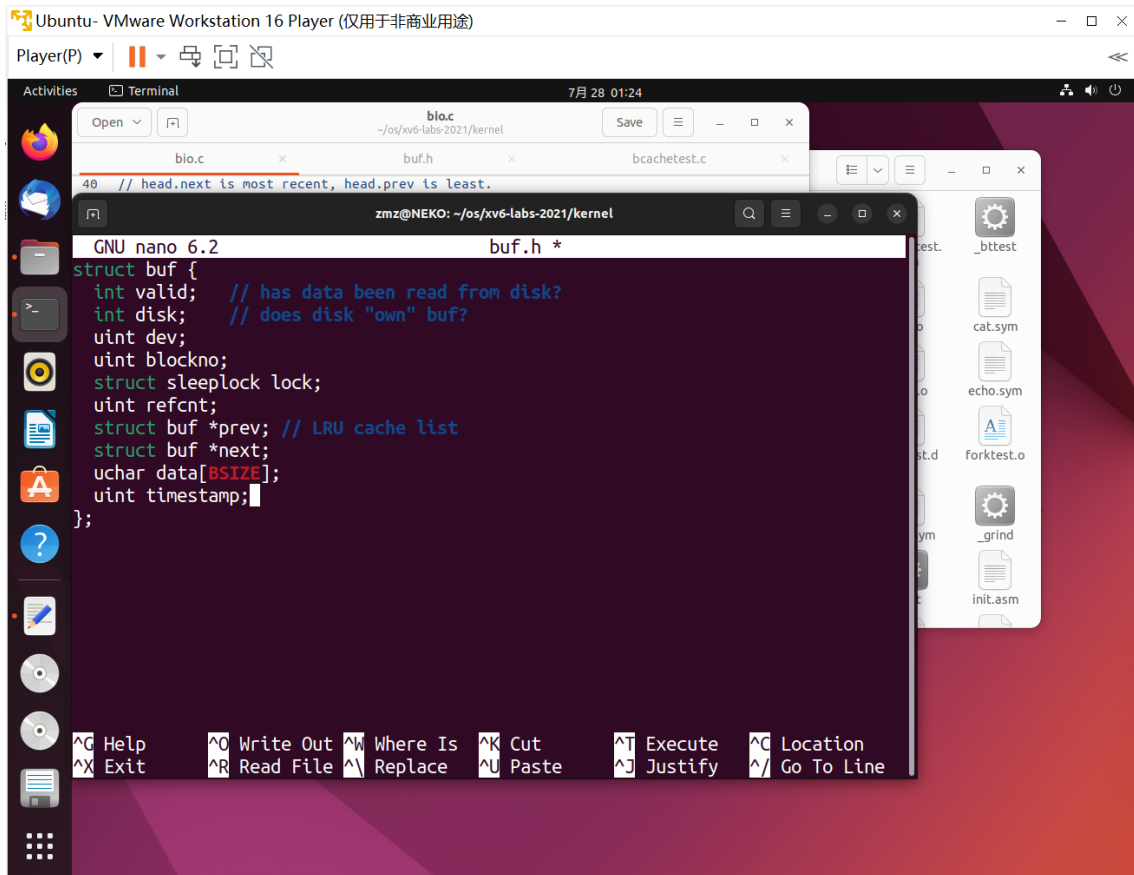 Ubuntu- VMware Workstation 16 Player (仅用于非商业用途)
Player(P)
Activities
Terminal
7月 28 01:24
Open
bio.c
~/os/xv6-labs-2021/kernel
Save
bio.c
buf.h
bcachetest.c
40 // head.next is most recent, head.prev is least.
zmz@NEKO: ~/os/xv6-labs-2021/kernel
GNU nano 6.2 buf.h *
struct buf {
int valid; // has data been read from disk?
int disk; // does disk "own" buf?
uint dev;
uint blockno;
struct sleeplock lock;
uint refcnt;
struct buf *prev; // LRU cache list
struct buf *next;
uchar data[BSIZE];
uint timestamp;
};
^G Help ^O Write Out ^W Where Is ^K Cut ^T Execute ^C Location
^X Exit ^R Read File ^\ Replace ^U Paste ^J Justify ^/ Go To Line
_bttest
cat.sym
echo.sym
forktest.o
_grind
init.asm